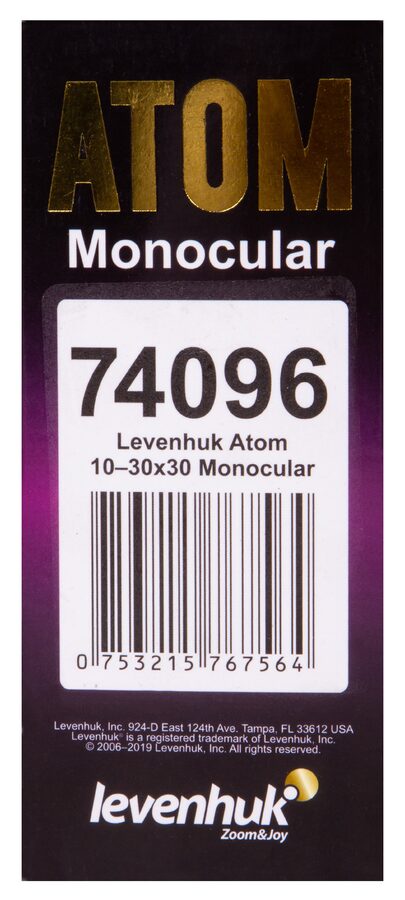 ATOM
Monocular
74096
Levenhuk Atom
10–30x30 Monocular
0 753215 767564
Levenhuk, Inc. 924-D East 124th Ave. Tampa, FL 33612 USA
Levenhuk® is a registered trademark of Levenhuk, Inc.
© 2006–2019 Levenhuk, Inc. All rights reserved.
levenhuk
Zoom&Joy